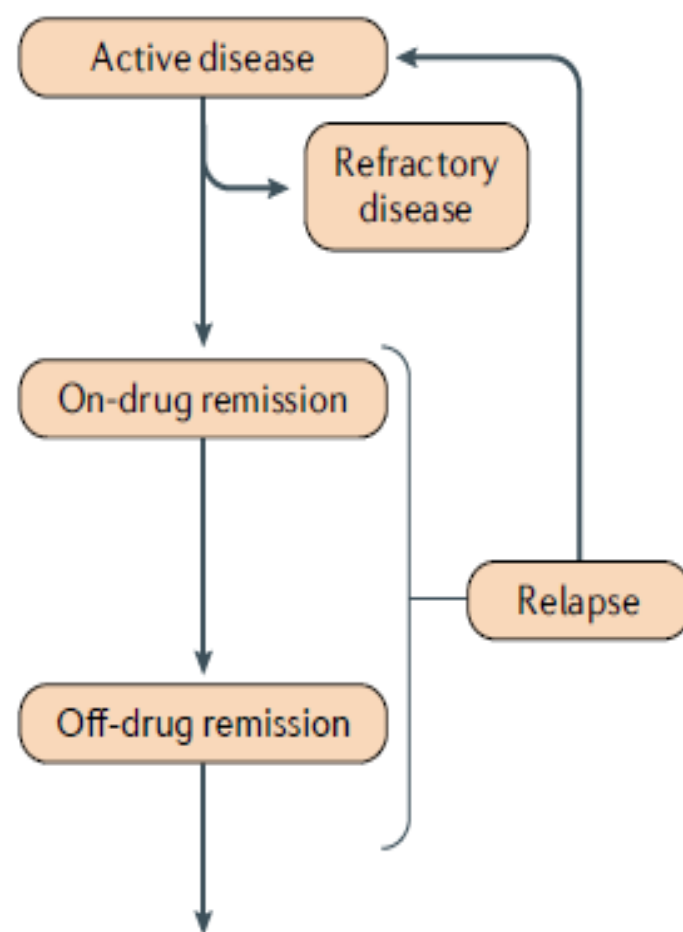 Active disease
Refractory
disease
On-drug remission
Relapse
Off-drug remission